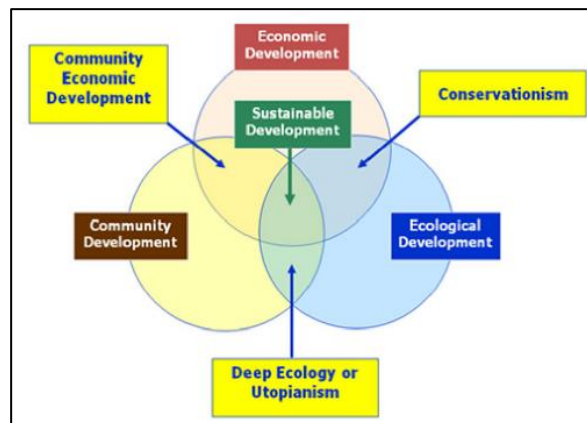 Economic
Development
Community
Economic
Development
Conservationism
Sustainable
Development
Community
Development
Ecological
Development
Deep Ecology or
Utopianism